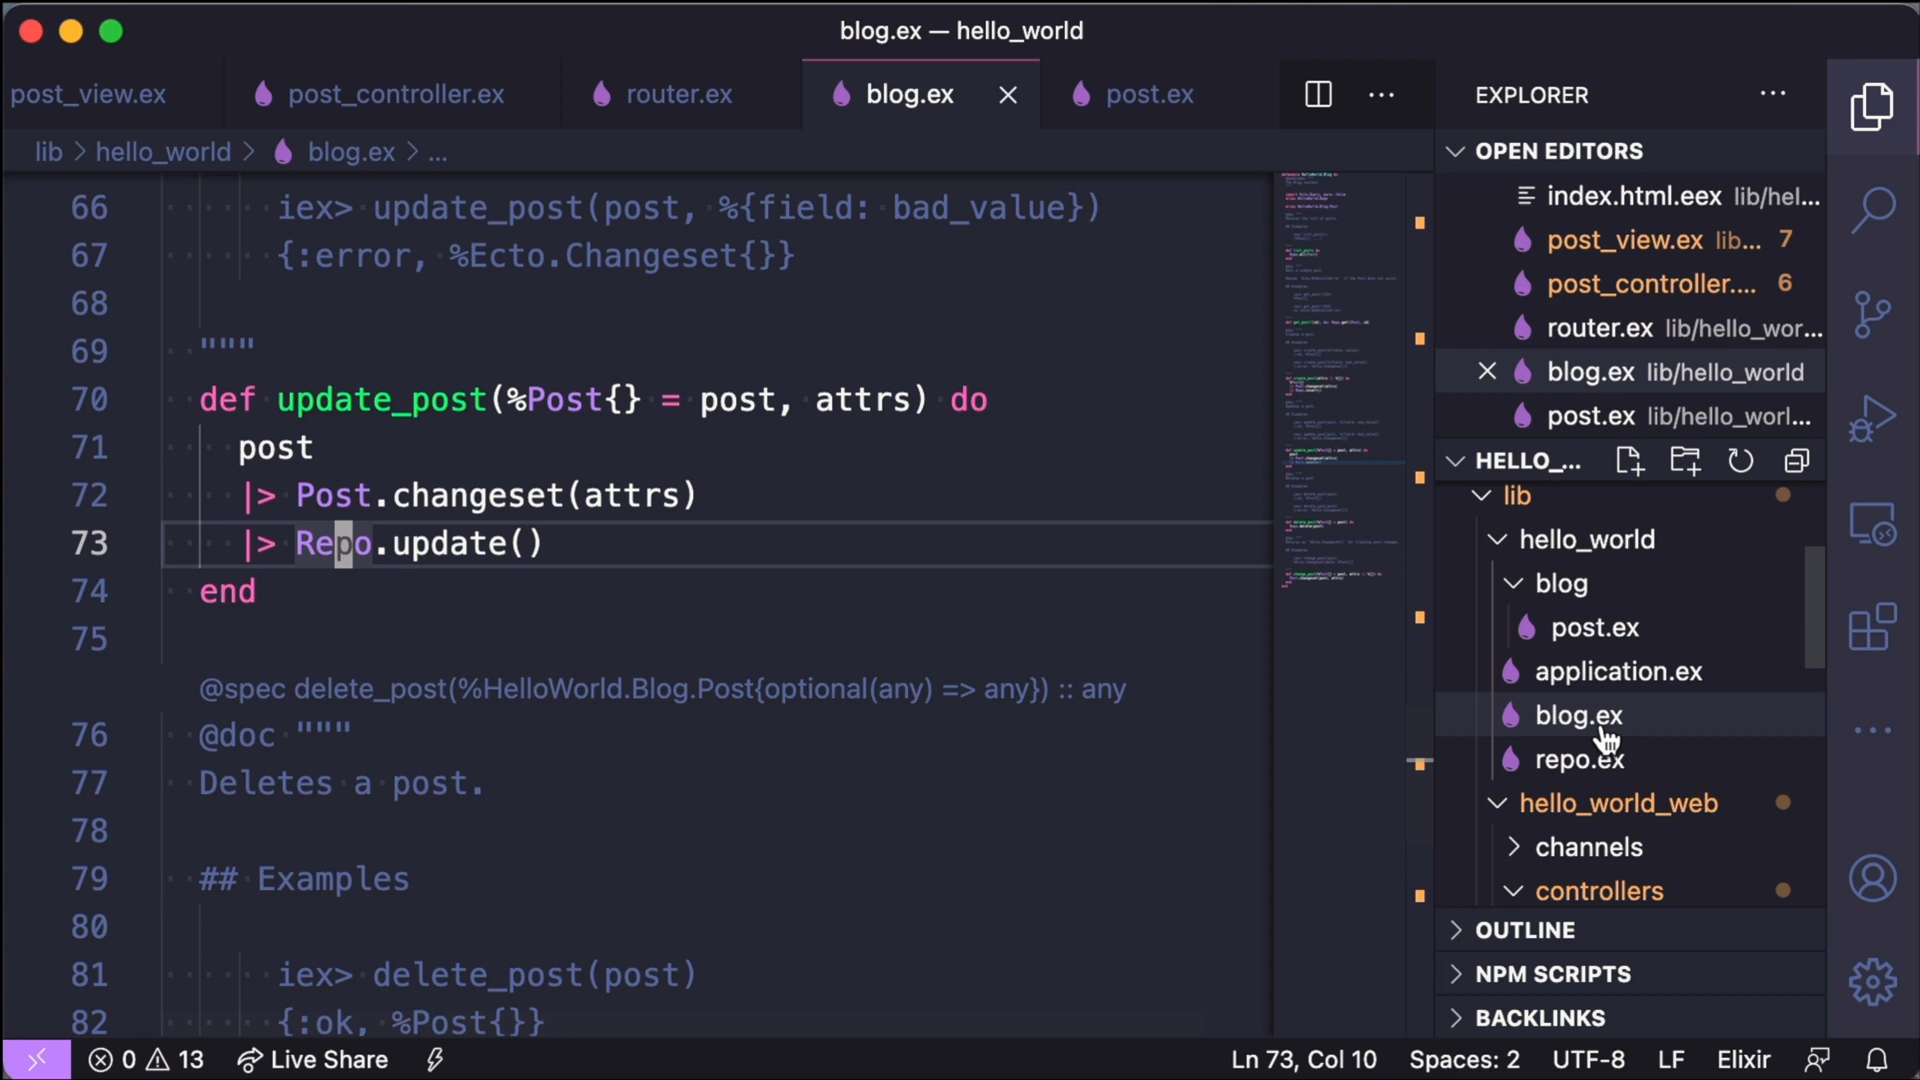 blog.ex — hello_world
post_view.ex
post_controller.ex
router.ex
blog.ex
post.ex
lib > hello_world > blog.ex > ...
66 iex> update_post(post, %{field: bad_value})
67 {:error, %Ecto.Changeset{}}
68
69 """
70 def update_post(%Post{} = post, attrs) do
71 post
72 |> Post.changeset(attrs)
73 |> Repo.update()
74 end
75
@spec delete_post(%HelloWorld.Blog.Post{optional(any) => any}) :: any
76 @doc """
77 Deletes a post.
78
79 ## Examples
80
81 iex> delete_post(post)
82 {:ok, %Post{}}
EXPLORER
OPEN EDITORS
index.html.eex lib/hel...
post_view.ex lib... 7
post_controller.... 6
router.ex lib/hello_wor...
blog.ex lib/hello_world
post.ex lib/hello_worl...
HELLO_...
lib
hello_world
blog
post.ex
application.ex
blog.ex
repo.ex
hello_world_web
channels
controllers
OUTLINE
NPM SCRIPTS
BACKLINKS
0 13 Live Share
Ln 73, Col 10 Spaces: 2 UTF-8 LF Elixir